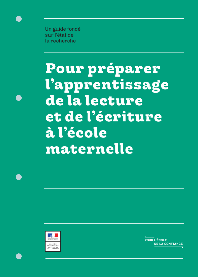 Un guide fondé
sur l'état de
la recherche
Pour préparer
l'apprentissage
de la lecture
et de l'écriture
à l'école
maternelle